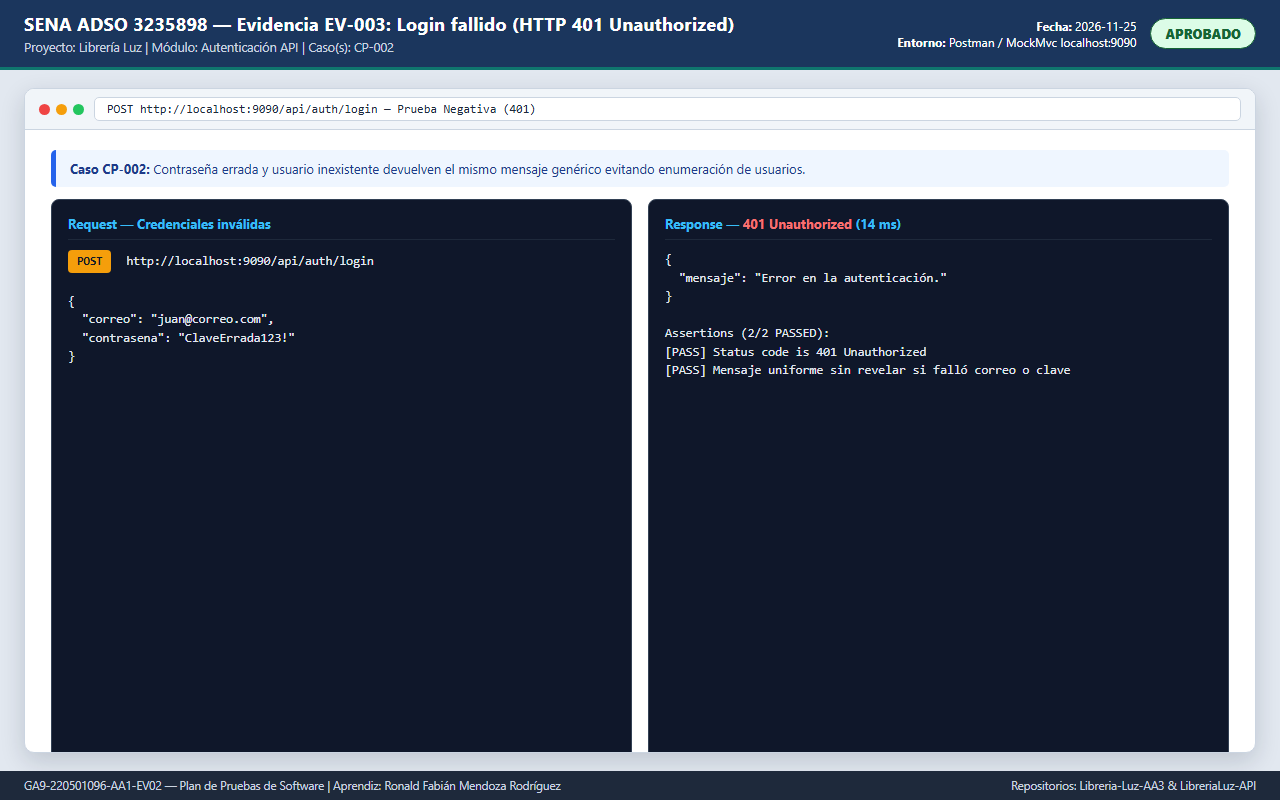 SENA ADSO 3235898 — Evidencia EV-003: Login fallido (HTTP 401 Unauthorized)
Proyecto: Librería Luz | Módulo: Autenticación API | Caso(s): CP-002
Fecha: 2026-11-25
Entorno: Postman / MockMvc localhost:9090
APROBADO
POST http://localhost:9090/api/auth/login — Prueba Negativa (401)
Caso CP-002: Contraseña errada y usuario inexistente devuelven el mismo mensaje genérico evitando enumeración de usuarios.
Request — Credenciales inválidas
POST http://localhost:9090/api/auth/login
{
  "correo": "juan@correo.com",
  "contrasena": "ClaveErrada123!"
}
Response — 401 Unauthorized (14 ms)
{
  "mensaje": "Error en la autenticación."
}
Assertions (2/2 PASSED):
[PASS] Status code is 401 Unauthorized
[PASS] Mensaje uniforme sin revelar si falló correo o clave
GA9-220501096-AA1-EV02 — Plan de Pruebas de Software | Aprendiz: Ronald Fabián Mendoza Rodríguez
Repositorios: Libreria-Luz-AA3 & LibreriaLuz-API